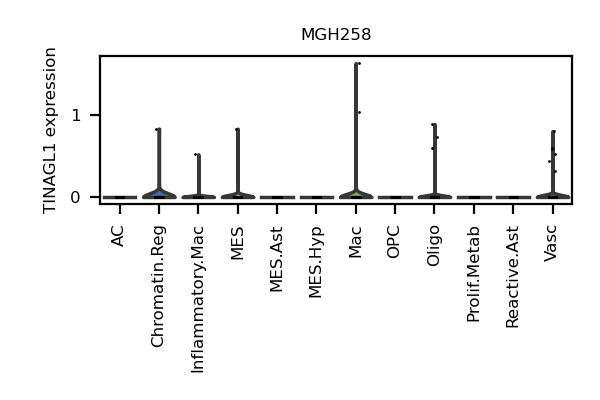 MGH258
TINAGL1 expression
1
0
AC
Chromatin.Reg
Inflammatory.Mac
MES
MES.Ast
MES.Hyp
Mac
OPC
Oligo
Prolif.Metab
Reactive.Ast
Vasc